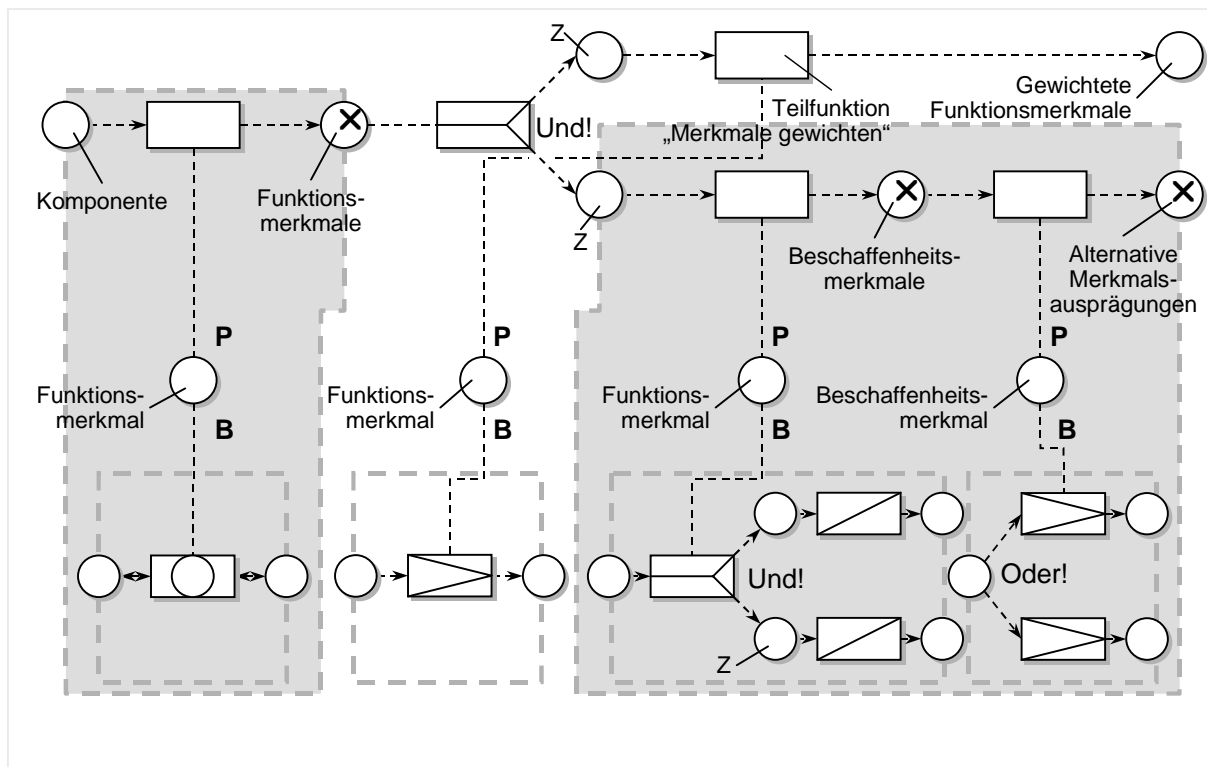 Z
Gewichtete
Funktionsmerkmale
Teilfunktion
„Merkmale gewichten“
Und!
Komponente
Funktions-
merkmale
Z
Beschaffenheits-
merkmale
Alternative
Merkmals-
ausprägungen
P
Funktions-
merkmal
B
P
Funktions-
merkmal
B
P
Funktions-
merkmal
B
P
Beschaffenheits-
merkmal
B
Und!
Z
Oder!